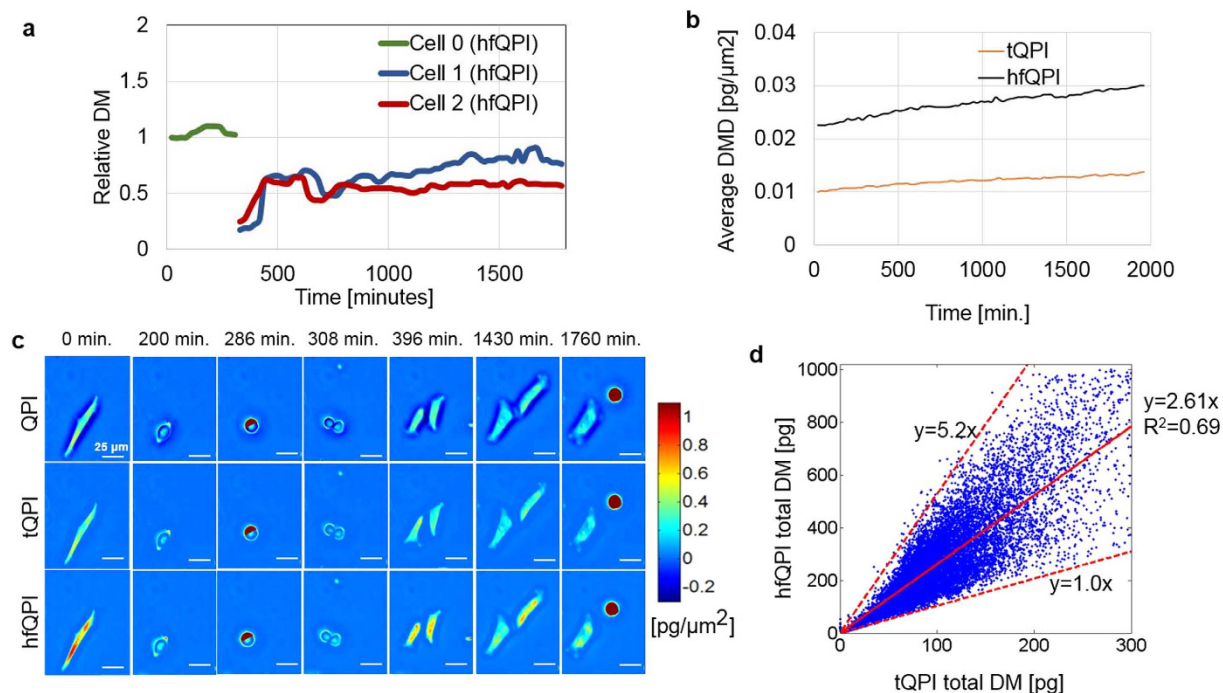 a
2
1.5
1
0.5
0
Relative DM
Cell 0 (hfQPI)
Cell 1 (hfQPI)
Cell 2 (hfQPI)
0 500 1000 1500
Time [minutes]
b
0.04
0.03
0.02
0.01
0
Average DMD [pg/µm2]
tQPI
hfQPI
0 500 1000 1500 2000
Time [min.]
c
0 min. 200 min. 286 min. 308 min. 396 min. 1430 min. 1760 min.
QPI
25 µm
tQPI
hfQPI
1
0.8
0.6
0.4
0.2
0
-0.2
[pg/µm²]
d
1000
800
600
400
200
0
hfQPI total DM [pg]
y=5.2x
y=2.61x
R²=0.69
y=1.0x
0 100 200 300
tQPI total DM [pg]